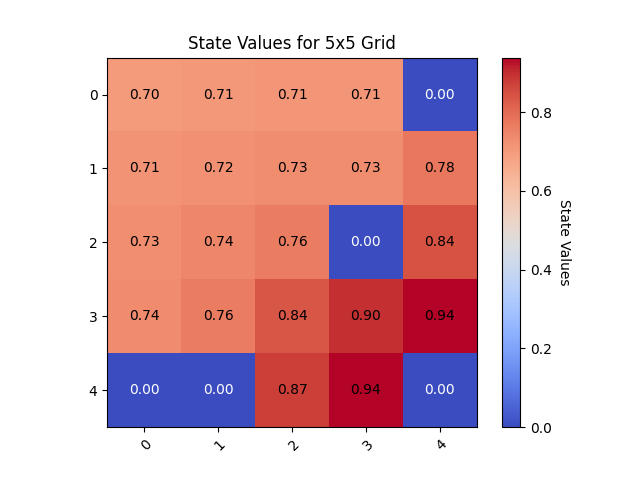 State Values for 5x5 Grid
0 0.70 0.71 0.71 0.71 0.00
1 0.71 0.72 0.73 0.73 0.78
2 0.73 0.74 0.76 0.00 0.84
3 0.74 0.76 0.84 0.90 0.94
4 0.00 0.00 0.87 0.94 0.00
0 1 2 3 4
0.8
0.6
0.4
0.2
0.0
State Values